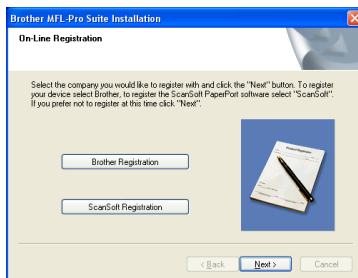 Brother MFL-Pro Suite Installation
On-Line Registration
Select the company you would like to register with and click the "Next" button. To register
your device select Brother, to register the ScanSoft PaperPort software select "ScanSoft".
If you prefer not to register at this time click "Next".
Brother Registration
Product Registration
ScanSoft Registration
< Back
Next >
Cancel